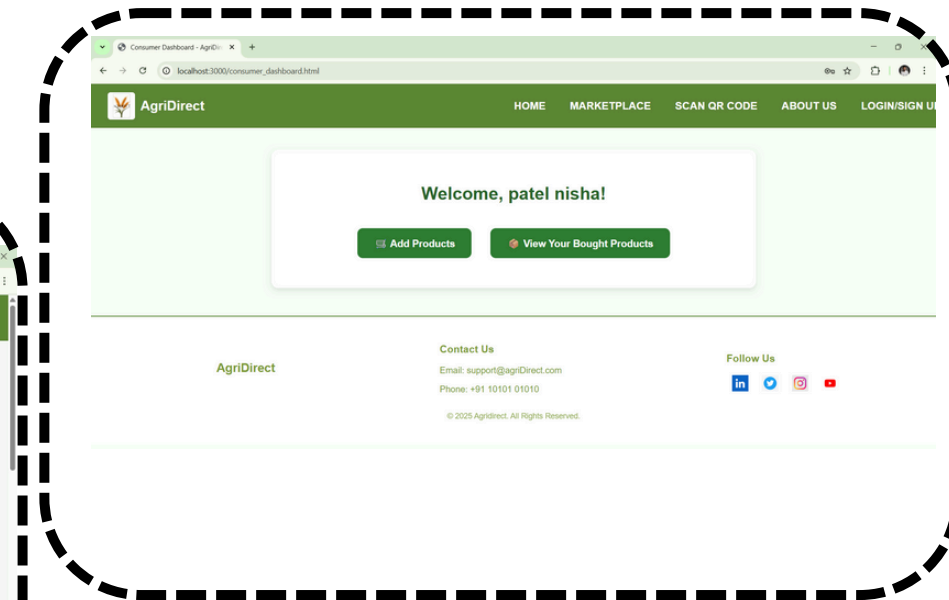 Consumer Dashboard - AgriDir
localhost:3000/consumer_dashboard.html
AgriDirect
HOME MARKETPLACE SCAN QR CODE ABOUT US LOGIN/SIGN U
Welcome, patel nisha!
Add Products View Your Bought Products
AgriDirect
Contact Us
Email: support@agriDirect.com
Phone: +91 10101 01010
© 2025 Agridirect. All Rights Reserved.
Follow Us
in